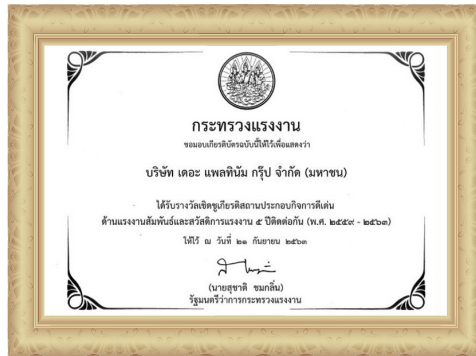 กระทรวงแรงงาน
ขอมอบเกียรติบัตรฉบับนี้ให้ไว้เพื่อแสดงว่า
บริษัท เดอะ แพลทินัม กรุ๊ป จำกัด (มหาชน)
ได้รับรางวัลเชิดชูเกียรติสถานประกอบกิจการดีเด่น
ด้านแรงงานสัมพันธ์และสวัสดิการแรงงาน ๕ ปีติดต่อกัน (พ.ศ. ๒๕๕๙ - ๒๕๖๓)
ให้ไว้ ณ วันที่ ๒๑ กันยายน ๒๕๖๓
(นายสุชาติ ชมกลิ่น)
รัฐมนตรีว่าการกระทรวงแรงงาน